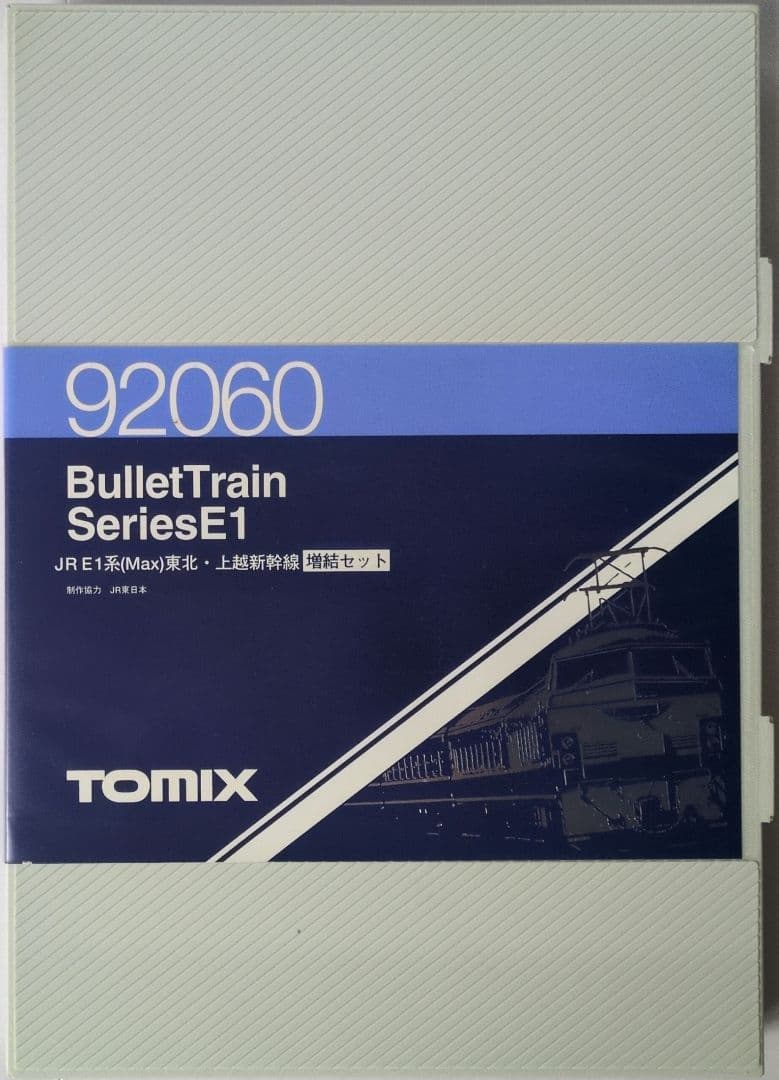 92060
BulletTrain
SeriesE1
JR E1系(Max)東北・上越新幹線 増結セット
制作協力 JR東日本
TOMIX